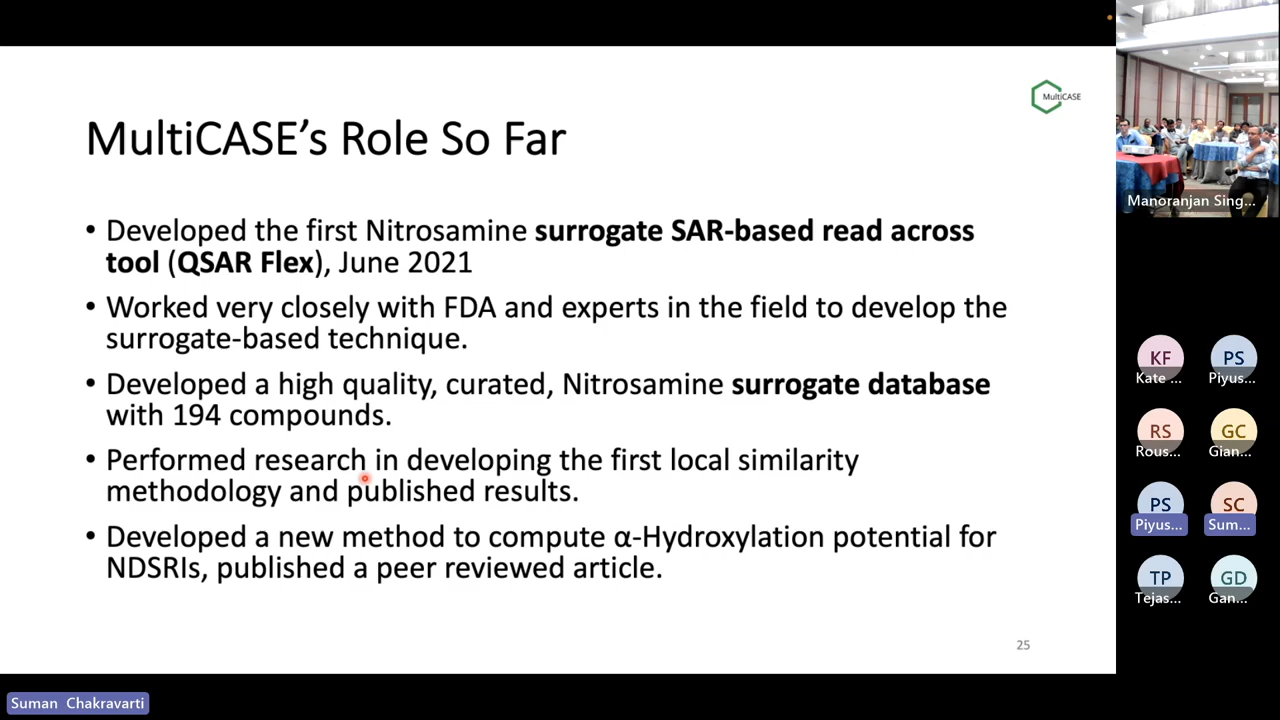 MultiCASE
MultiCASE’s Role So Far
• Developed the first Nitrosamine surrogate SAR-based read across
tool (QSAR Flex), June 2021
• Worked very closely with FDA and experts in the field to develop the
surrogate-based technique.
• Developed a high quality, curated, Nitrosamine surrogate database
with 194 compounds.
• Performed research in developing the first local similarity
methodology and published results.
• Developed a new method to compute α-Hydroxylation potential for
NDSRIs, published a peer reviewed article.
25
Suman Chakravarti
Manoranjan Sing...
KF
PS
Kate ...
Piyus...
RS
GC
Rous...
Gian...
PS
SC
Piyus...
Sum...
TP
GD
Tejas...
Gan...